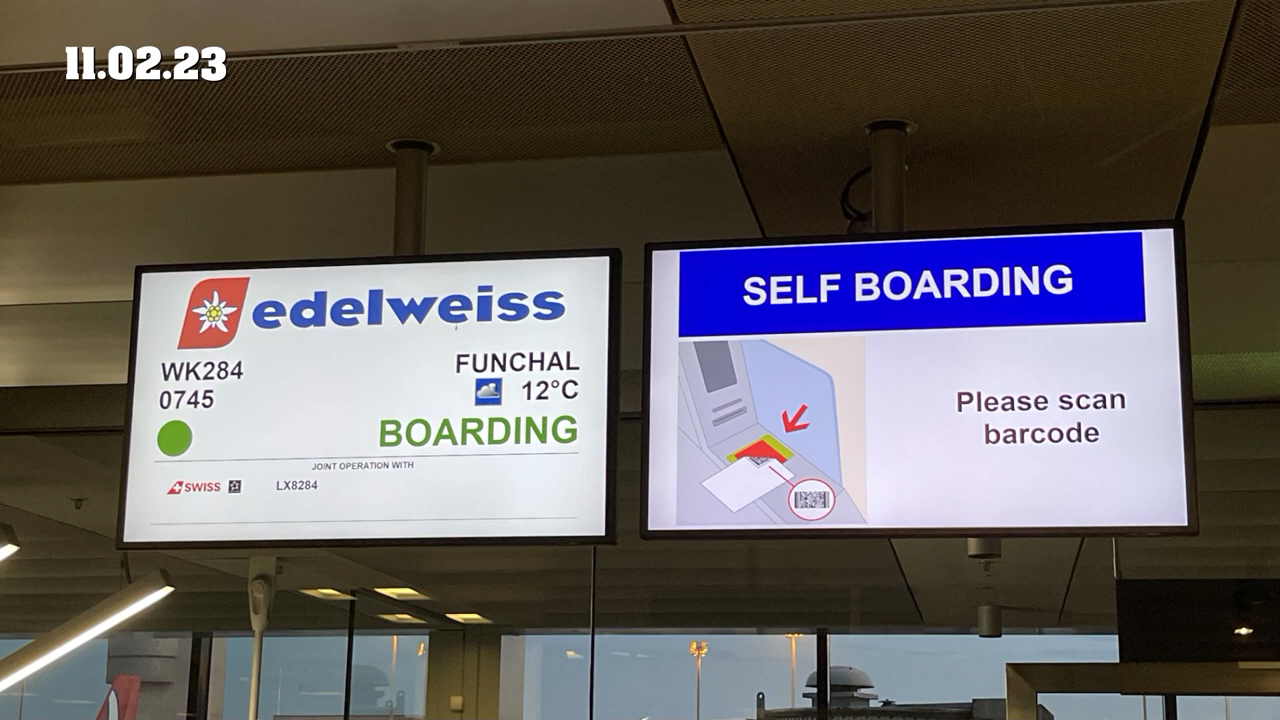 11.02.23
edelweiss
WK284
FUNCHAL
0745
12°C
BOARDING
JOINT OPERATION WITH
SWISS
LX8284
SELF BOARDING
Please scan
barcode